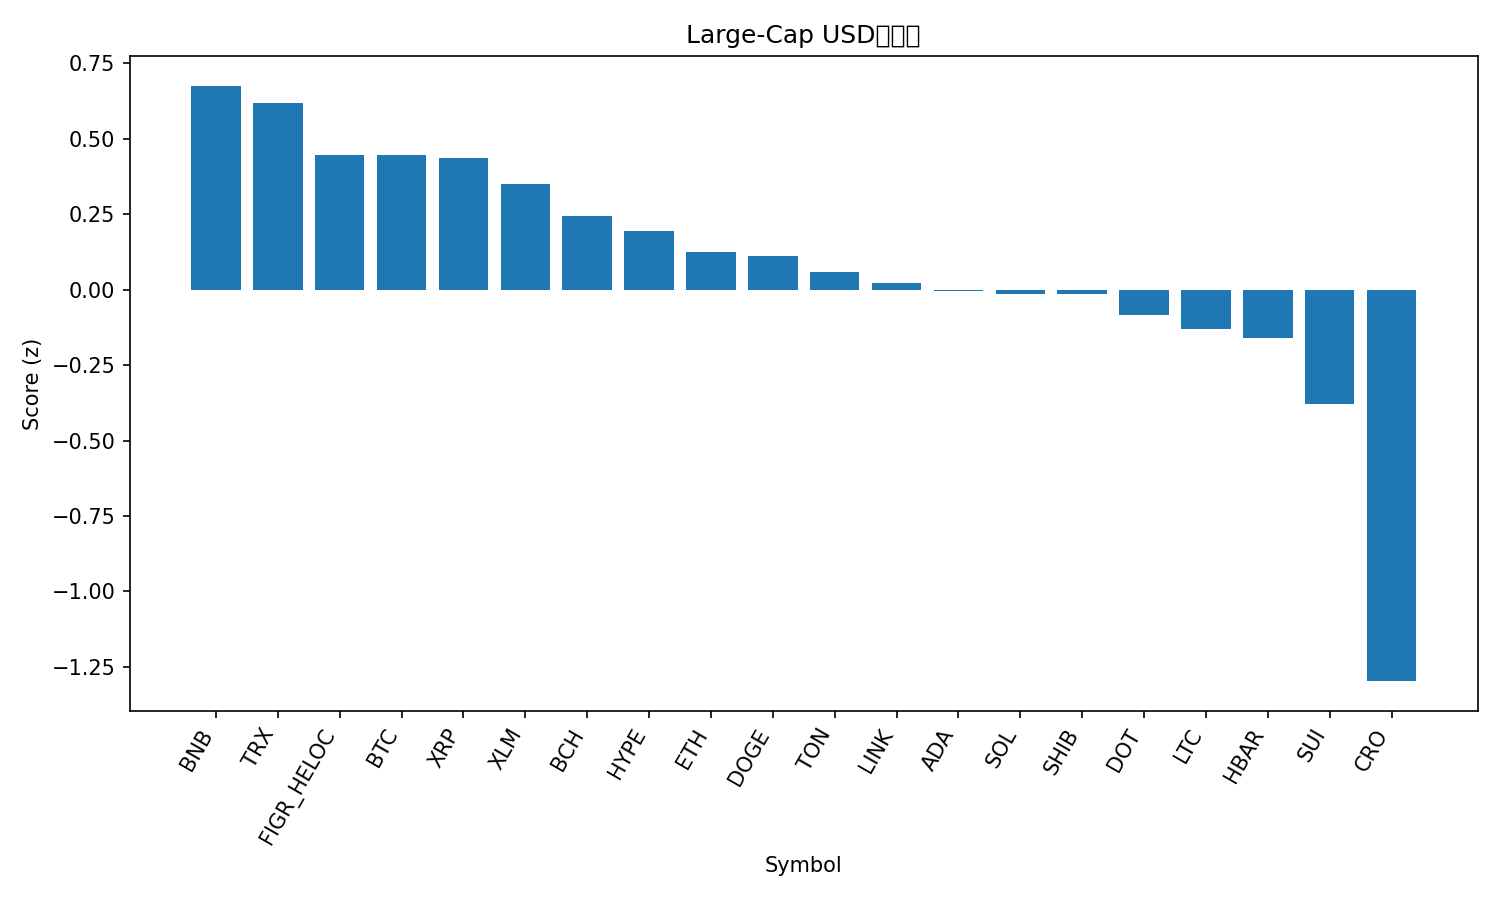 Large-Cap USD
0.75
0.50
0.25
0.00
−0.25
−0.50
−0.75
−1.00
−1.25
Score (z)
BNB
TRX
FIGR_HELOC
BTC
XRP
XLM
BCH
HYPE
ETH
DOGE
TON
LINK
ADA
SOL
SHIB
DOT
LTC
HBAR
SUI
CRO
Symbol